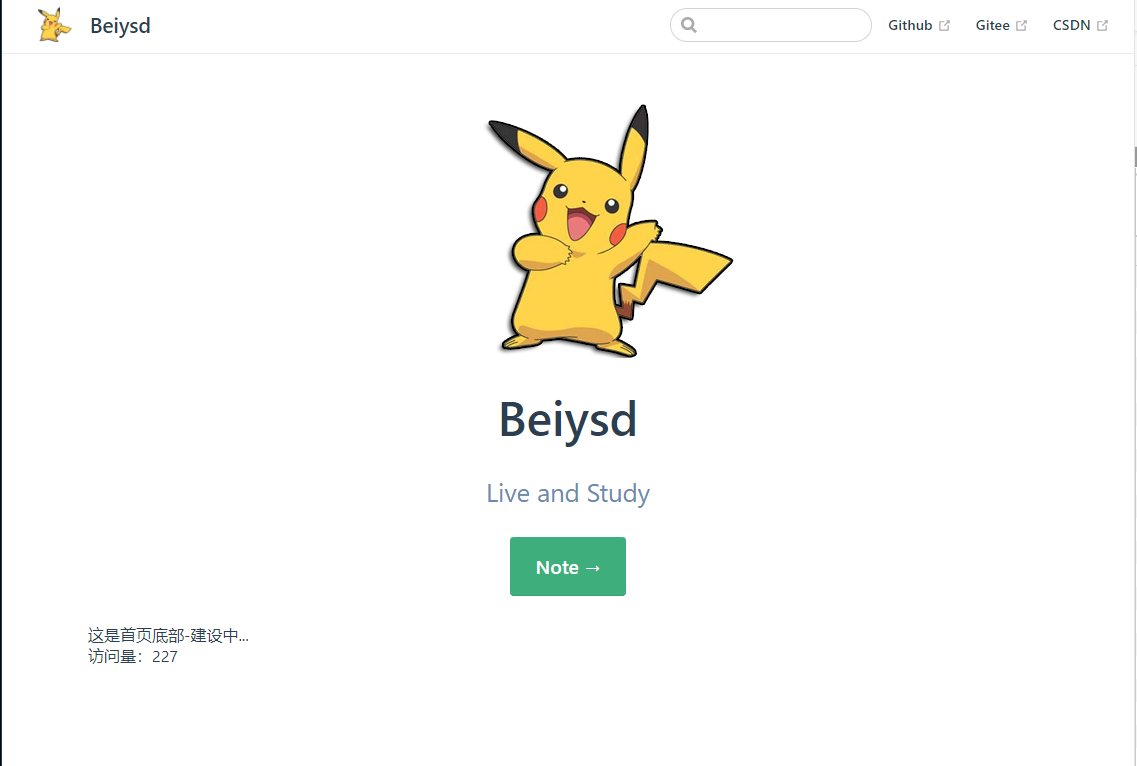 Beiysd
Github
Gitee
CSDN
Beiysd
Live and Study
Note →
这是首页底部-建设中...
访问量：227